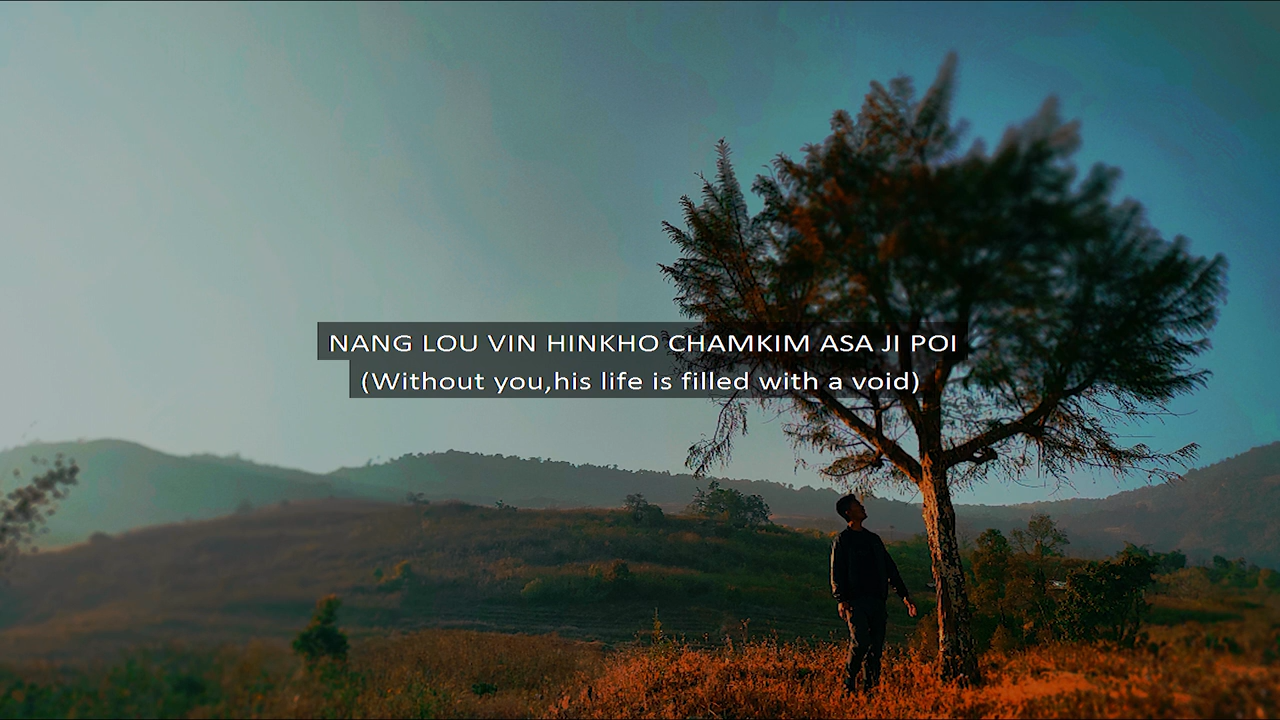 NANG LOU VIN HINKHO CHAMKIM ASA JI POI
(Without you,his life is filled with a void)